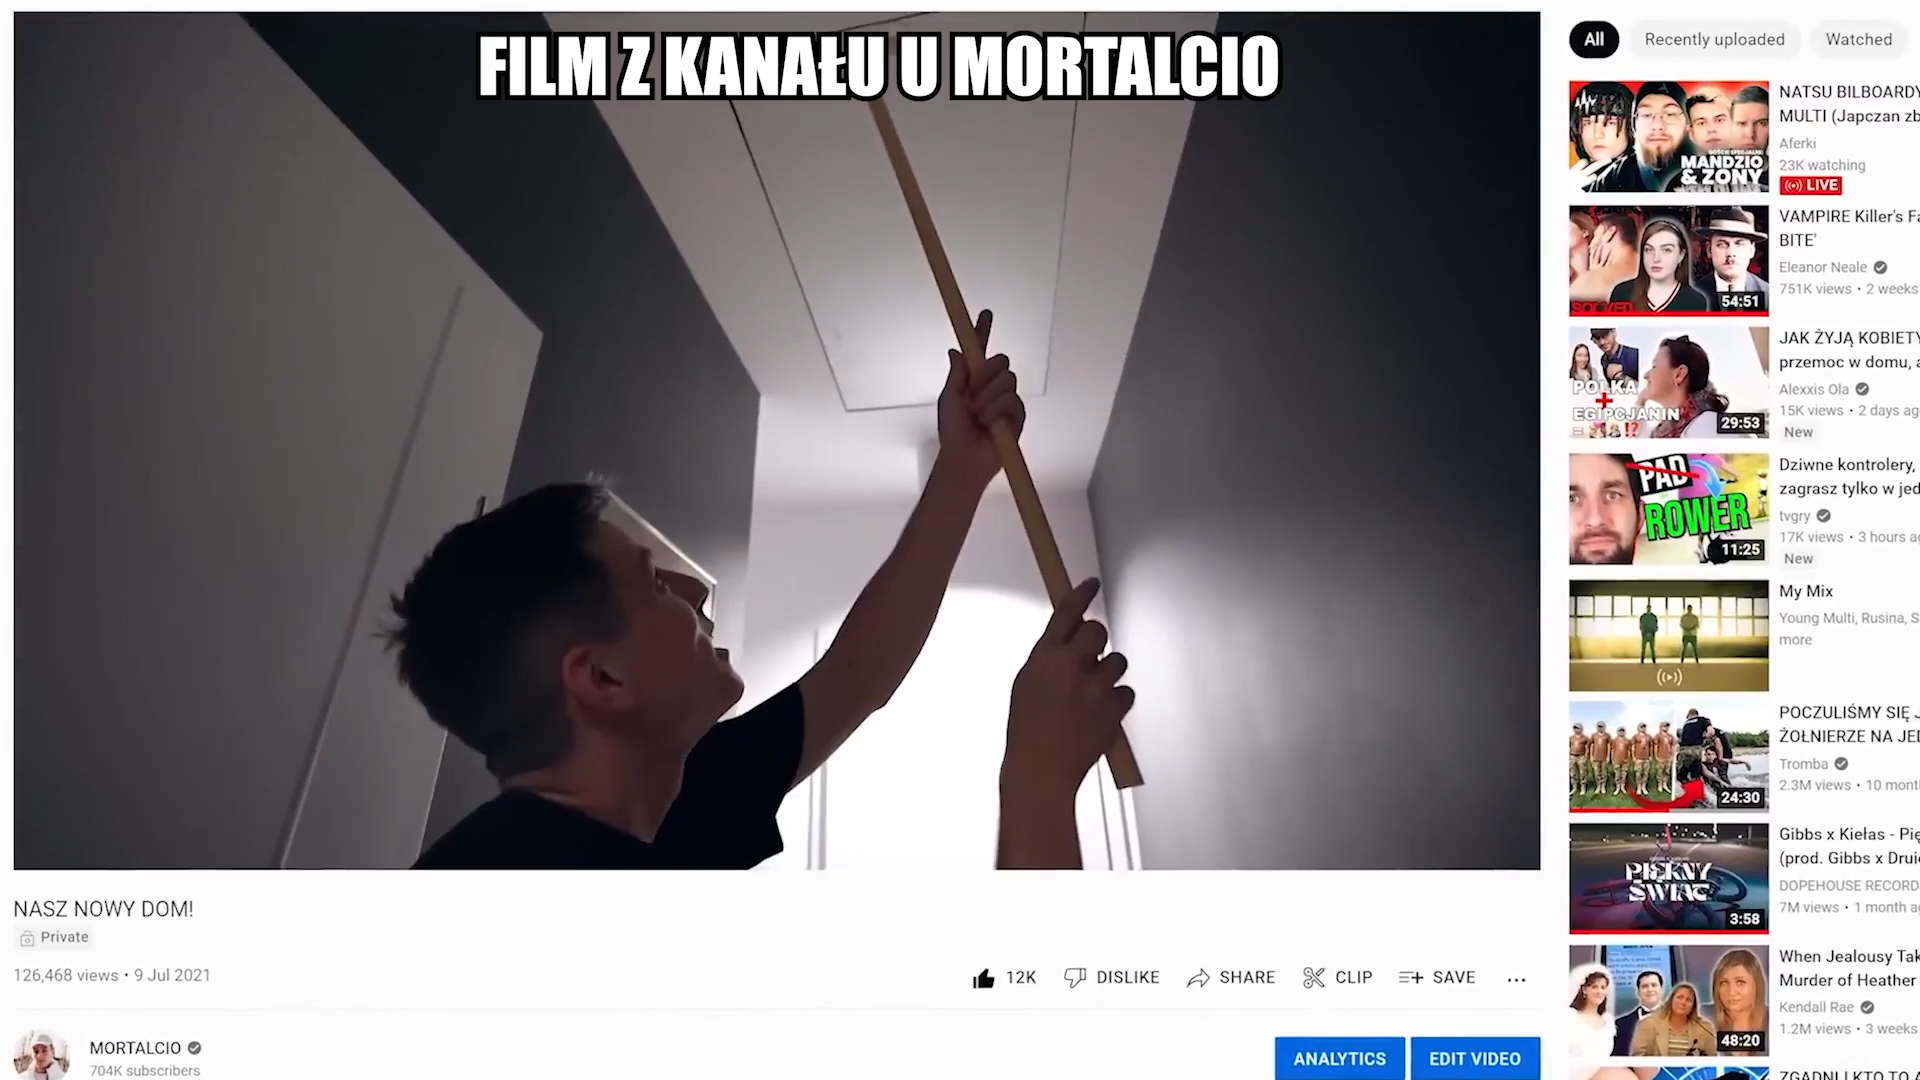 FILM Z KANAŁU U MORTALCIO
NASZ NOWY DOM!
Private
126,468 views • 9 Jul 2021
12K
DISLIKE
SHARE
CLIP
SAVE
MORTALCIO
704K subscribers
ANALYTICS
EDIT VIDEO
All
Recently uploaded
Watched
MANDZIO
& ZONY
NATSU BILBOARDY
MULTI (Japczan zb
Aferki
23K watching
LIVE
SOLVED
54:51
VAMPIRE Killer's Fa
BITE'
Eleanor Neale
751K views • 2 weeks
POLKA
+
EGIPCJANIN
29:53
JAK ŻYJĄ KOBIETY
przemoc w domu, a
Alexxis Ola
15K views • 2 days ag
New
PAD
ROWER
11:25
Dziwne kontrolery,
zagrasz tylko w jed
tvgry
17K views • 3 hours ag
New
My Mix
Young Multi, Rusina, S
more
24:30
POCZULIŚMY SIĘ J
ŻOŁNIERZE NA JED
Tromba
2.3M views • 10 mont
PIĘKNY
ŚWIAT
3:58
Gibbs x Kiełas - Pię
(prod. Gibbs x Drui
DOPEHOUSE RECORD
7M views • 1 month a
48:20
When Jealousy Tak
Murder of Heather
Kendall Rae
1.2M views • 3 weeks
ZGADNIJ KTO TO A